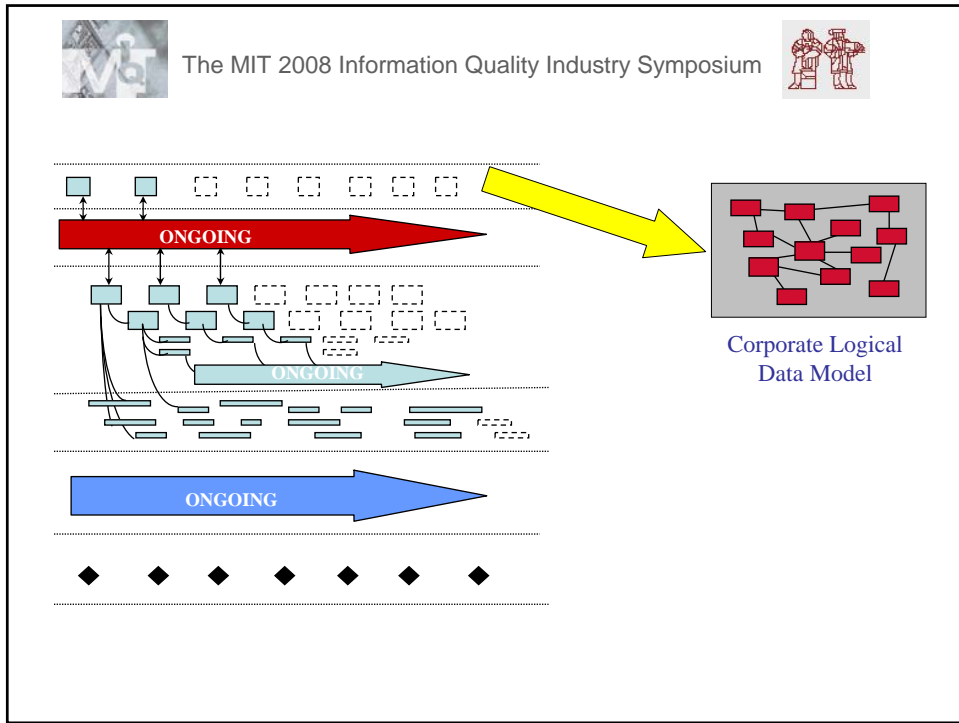 The MIT 2008 Information Quality Industry Symposium
ONGOING
ONGOING
ONGOING
Corporate Logical
Data Model